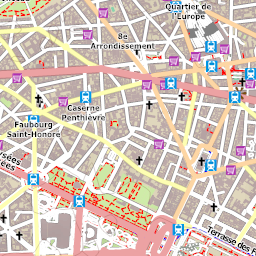 Quartier de
l'Europe
8e
Arrondissement
Caserne
Penthièvre
Faubourg
Saint-Honoré
Terrasse des F